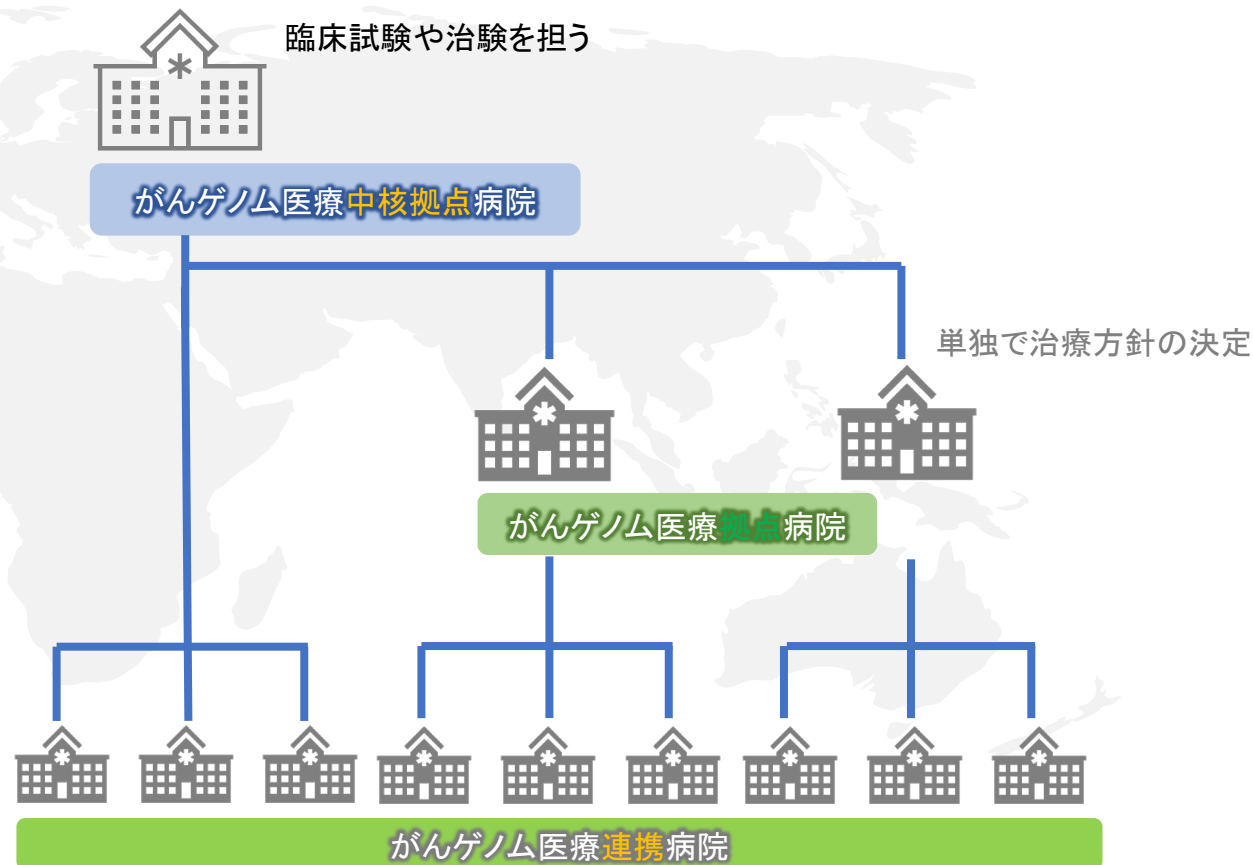 臨床試験や治験を担う
がんゲノム医療中核拠点病院
単独で治療方針の決定
がんゲノム医療拠点病院
がんゲノム医療連携病院